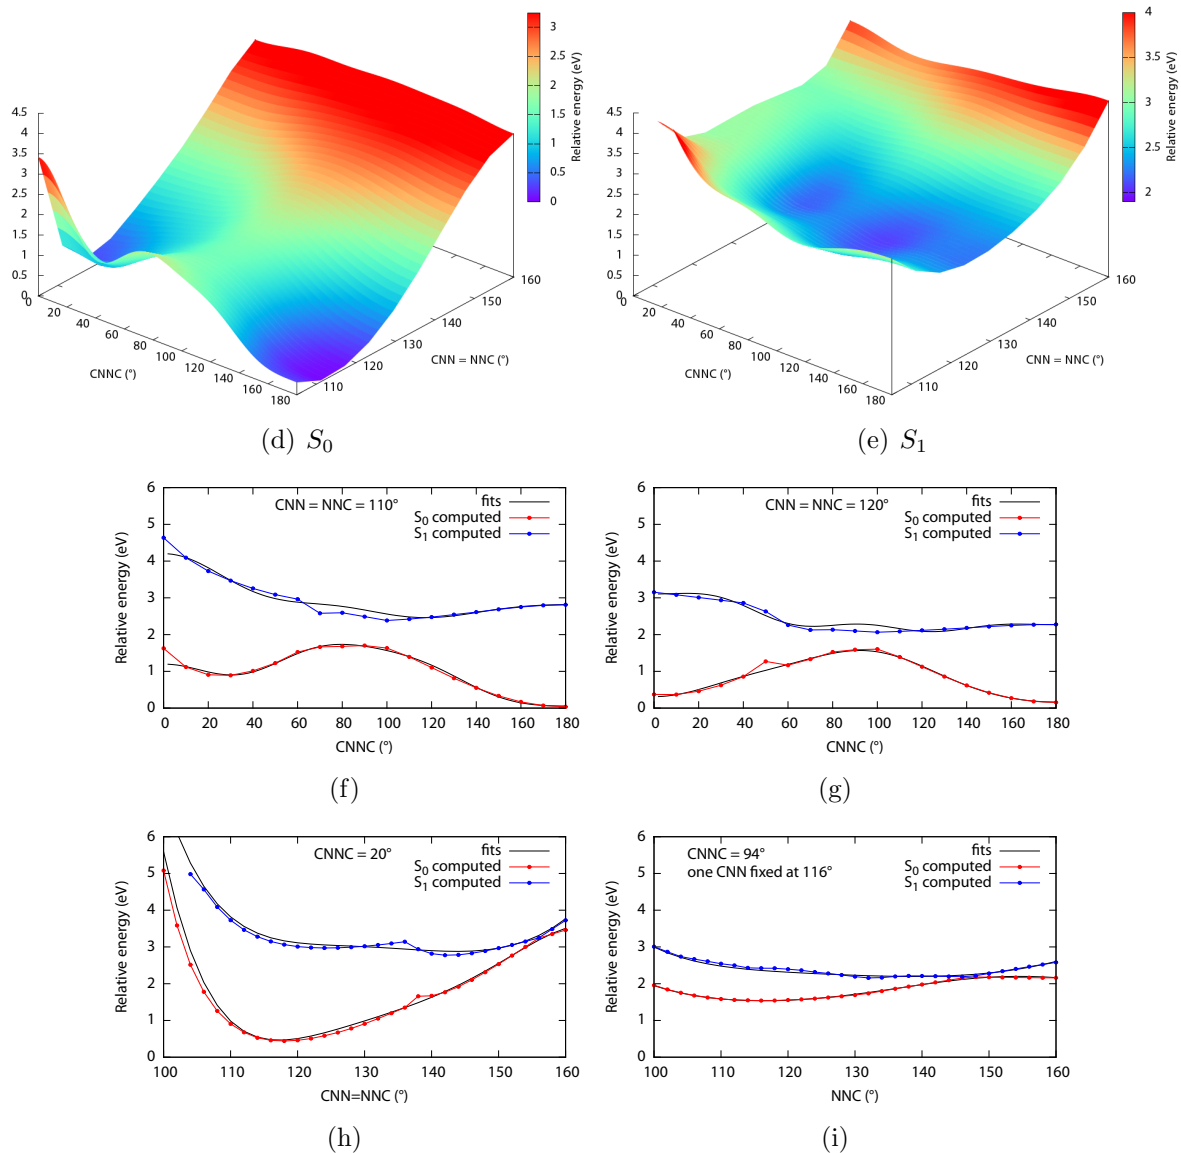 3
2.5
2
1.5
1
0.5
0
Relative energy (eV)
4.5
4
3.5
3
2.5
2
1.5
1
0.5
0
0
20
40
60
80
100
120
140
160
180
CNNC (°)
110
120
130
140
150
160
CNN = NNC (°)
(d) S₀
4
3.5
3
2.5
2
Relative energy (eV)
4.5
4
3.5
3
2.5
2
1.5
1
0.5
0
0
20
40
60
80
100
120
140
160
180
CNNC (°)
110
120
130
140
150
160
CNN = NNC (°)
(e) S₁
6
5
4
3
2
1
0
Relative energy (eV)
CNN = NNC = 110°
fits
S₀ computed
S₁ computed
0 20 40 60 80 100 120 140 150 160 180
CNNC (°)
(f)
6
5
4
3
2
1
0
Relative energy (eV)
CNN = NNC = 120°
fits
S₀ computed
S₁ computed
0 20 40 60 80 100 120 140 150 160 180
CNNC (°)
(g)
6
5
4
3
2
1
0
Relative energy (eV)
CNNC = 20°
fits
S₀ computed
S₁ computed
100 110 120 130 140 150 160
CNN=NNC (°)
(h)
6
5
4
3
2
1
0
Relative energy (eV)
CNNC = 94°
one CNN fixed at 116°
fits
S₀ computed
S₁ computed
100 110 120 130 140 150 160
NNC (°)
(i)